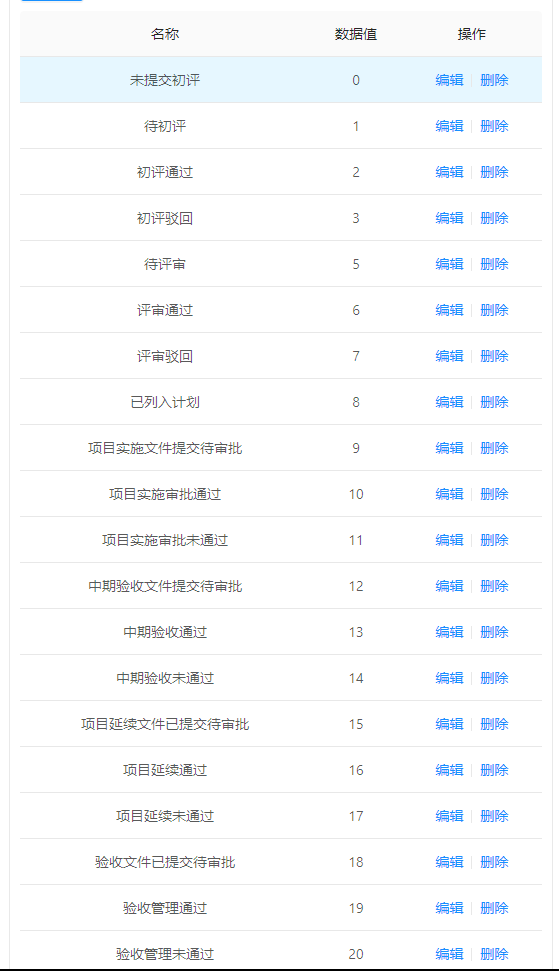 名称 数据值 操作
未提交初评 0 编辑 删除
待初评 1 编辑 删除
初评通过 2 编辑 删除
初评驳回 3 编辑 删除
待评审 5 编辑 删除
评审通过 6 编辑 删除
评审驳回 7 编辑 删除
已列入计划 8 编辑 删除
项目实施文件提交待审批 9 编辑 删除
项目实施审批通过 10 编辑 删除
项目实施审批未通过 11 编辑 删除
中期验收文件提交待审批 12 编辑 删除
中期验收通过 13 编辑 删除
中期验收未通过 14 编辑 删除
项目延续文件已提交待审批 15 编辑 删除
项目延续通过 16 编辑 删除
项目延续未通过 17 编辑 删除
验收文件已提交待审批 18 编辑 删除
验收管理通过 19 编辑 删除
验收管理未通过 20 编辑 删除